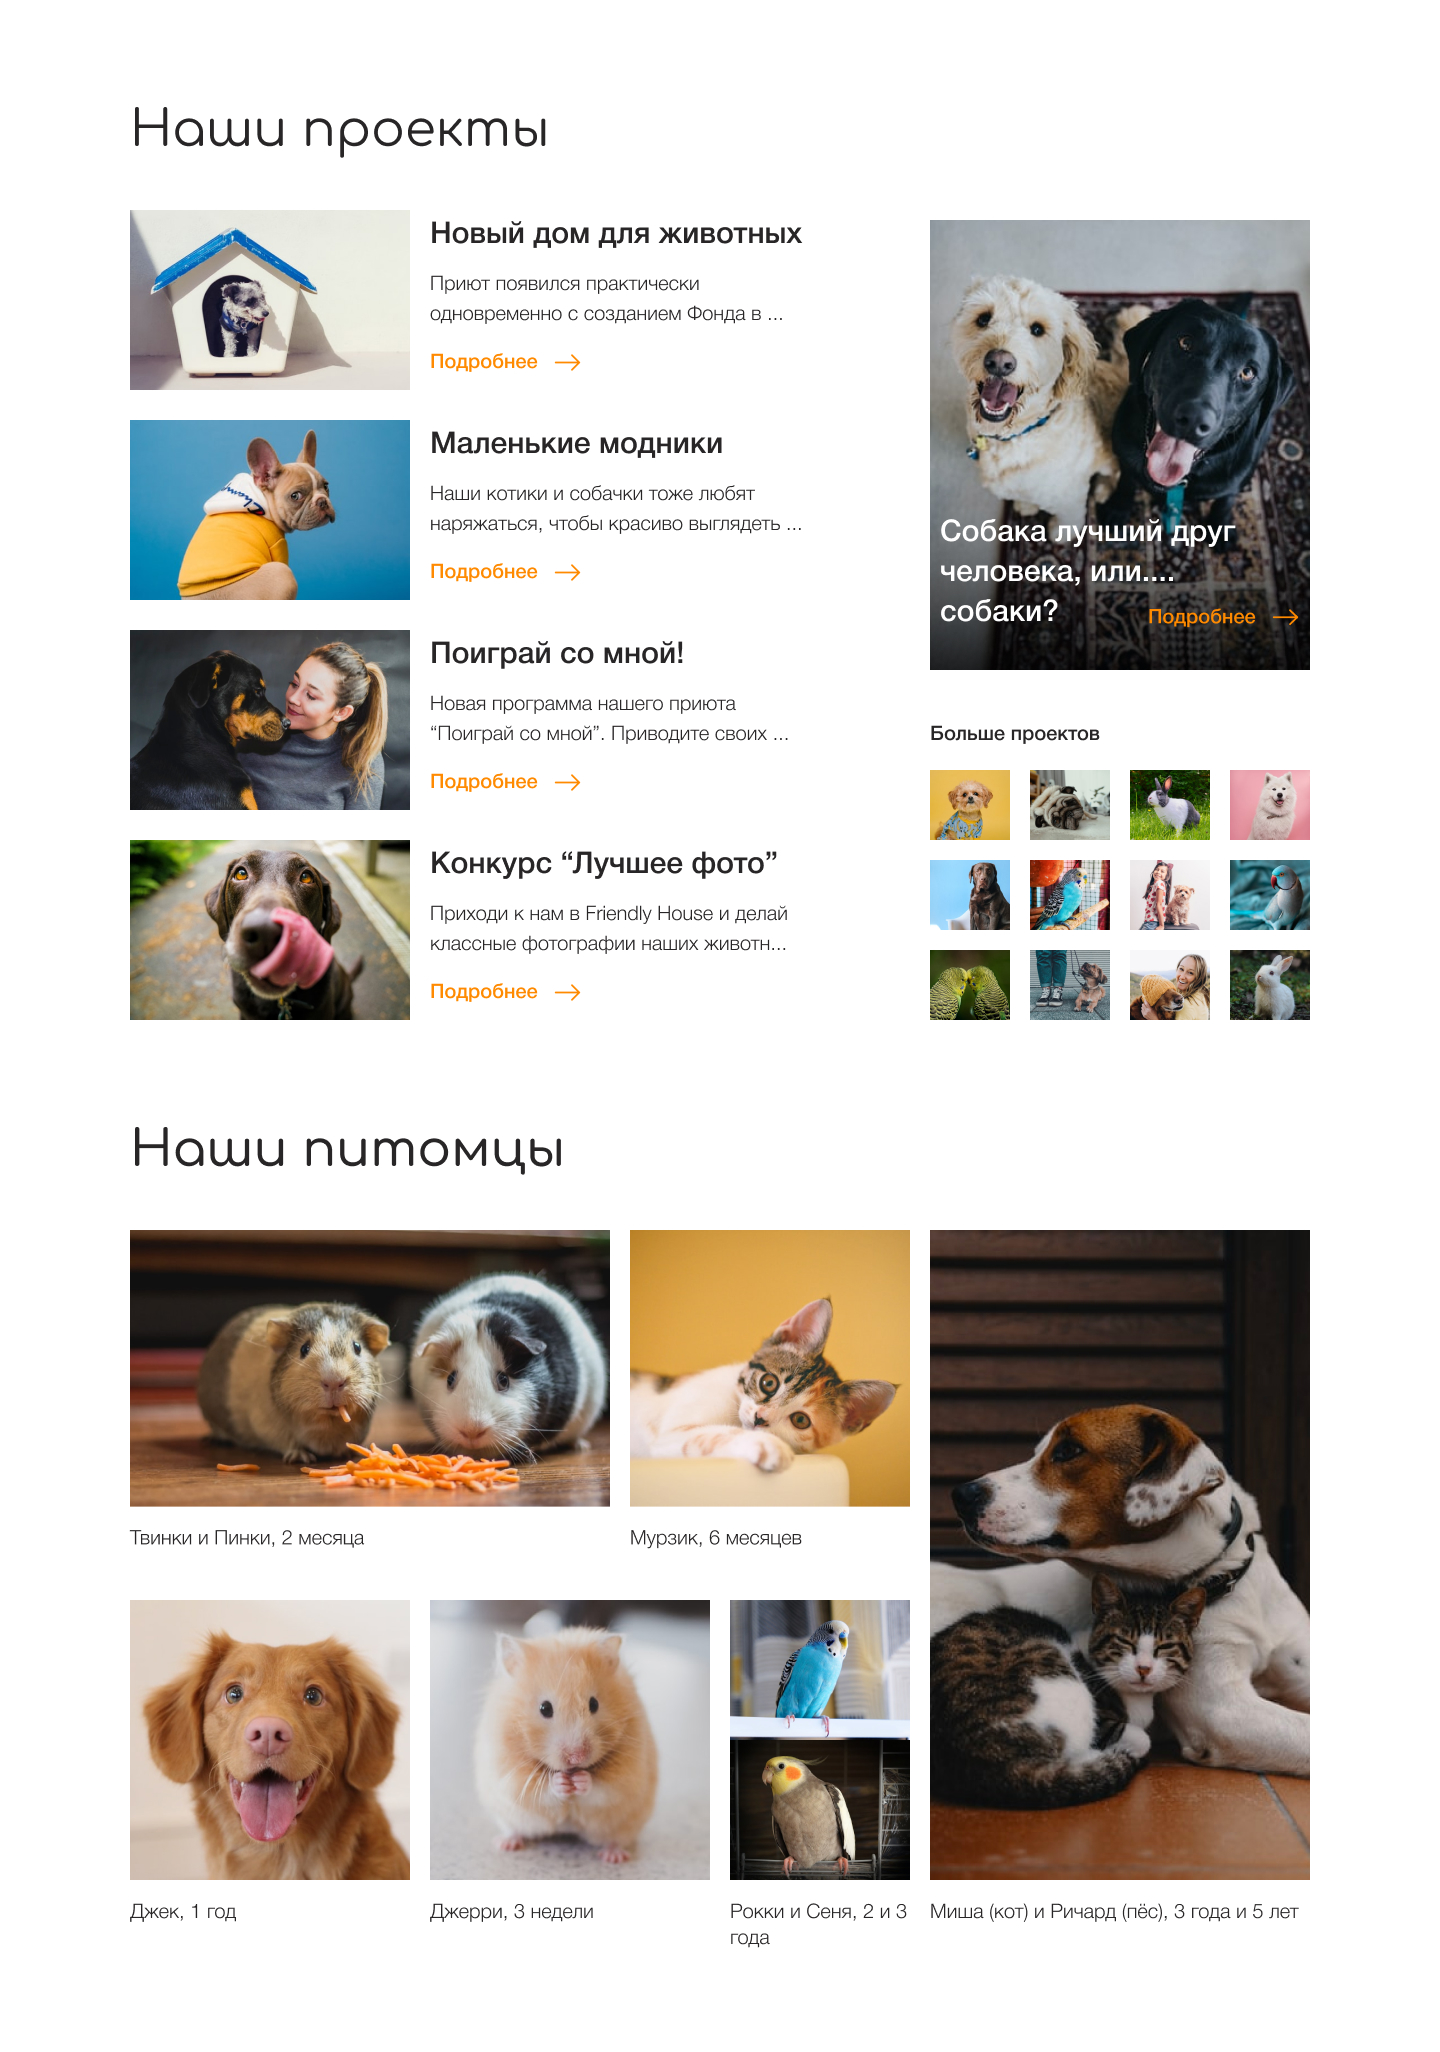 Наши проекты
Новый дом для животных
Приют появился практически
одновременно с созданием Фонда в ...
Подробнее
Маленькие модники
Наши котики и собачки тоже любят
наряжаться, чтобы красиво выглядеть ...
Подробнее
Поиграй со мной!
Новая программа нашего приюта
“Поиграй со мной”. Приводите своих ...
Подробнее
Конкурс “Лучшее фото”
Приходи к нам в Friendly House и делай
классные фотографии наших животн...
Подробнее
Собака лучший друг
человека, или....
собаки?
Подробнее
Больше проектов
Наши питомцы
Твинки и Пинки, 2 месяца
Мурзик, 6 месяцев
Джек, 1 год
Джерри, 3 недели
Рокки и Сеня, 2 и 3
года
Миша (кот) и Ричард (пёс), 3 года и 5 лет